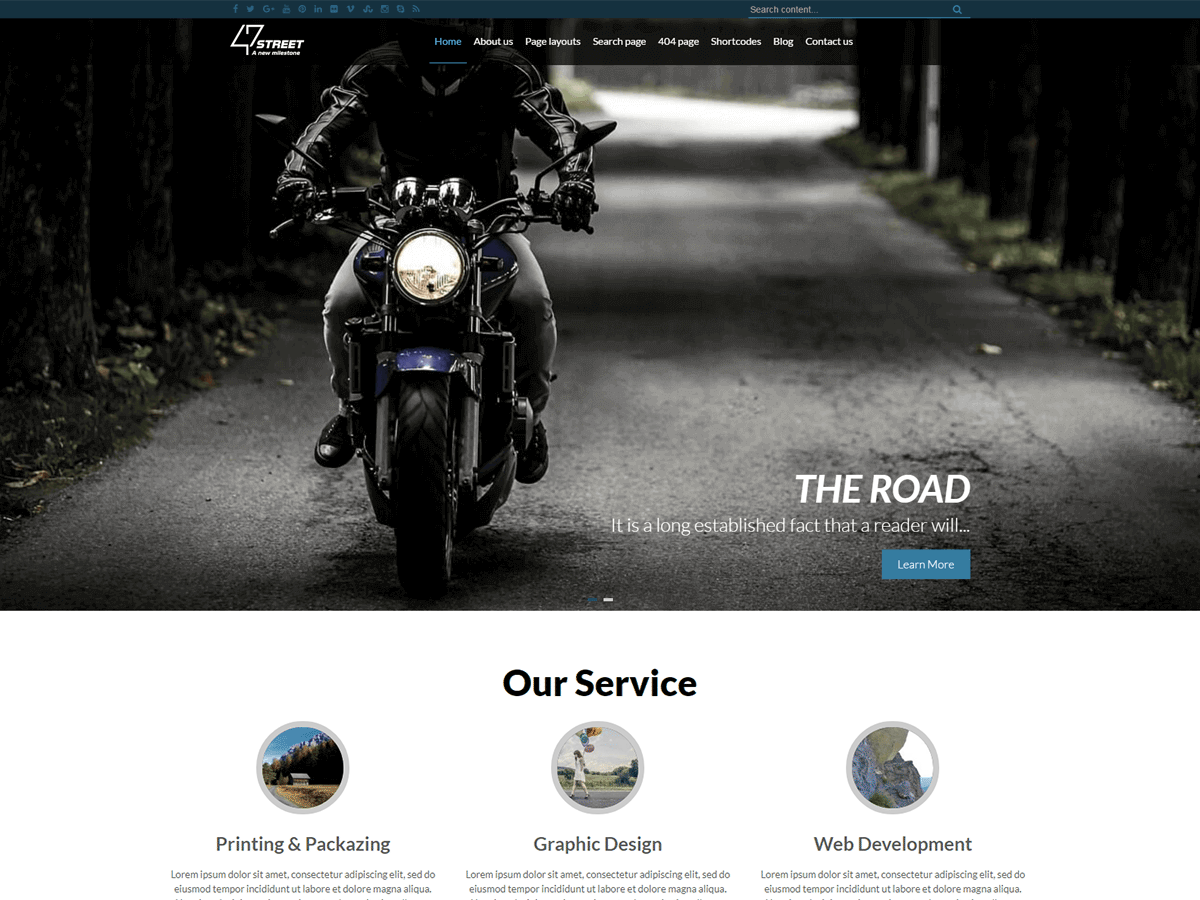 Search content...
47 STREET
A new milestone
Home About us Page layouts Search page 404 page Shortcodes Blog Contact us
THE ROAD
It is a long established fact that a reader will...
Learn More
Our Service
Printing & Packazing
Graphic Design
Web Development
Lorem ipsum dolor sit amet, consectetur adipiscing elit, sed do
eiusmod tempor incididunt ut labore et dolore magna aliqua.
Lorem ipsum dolor sit amet, consectetur adipiscing elit, sed do
eiusmod tempor incididunt ut labore et dolore magna aliqua.
Lorem ipsum dolor sit amet, consectetur adipiscing elit, sed do
eiusmod tempor incididunt ut labore et dolore magna aliqua.